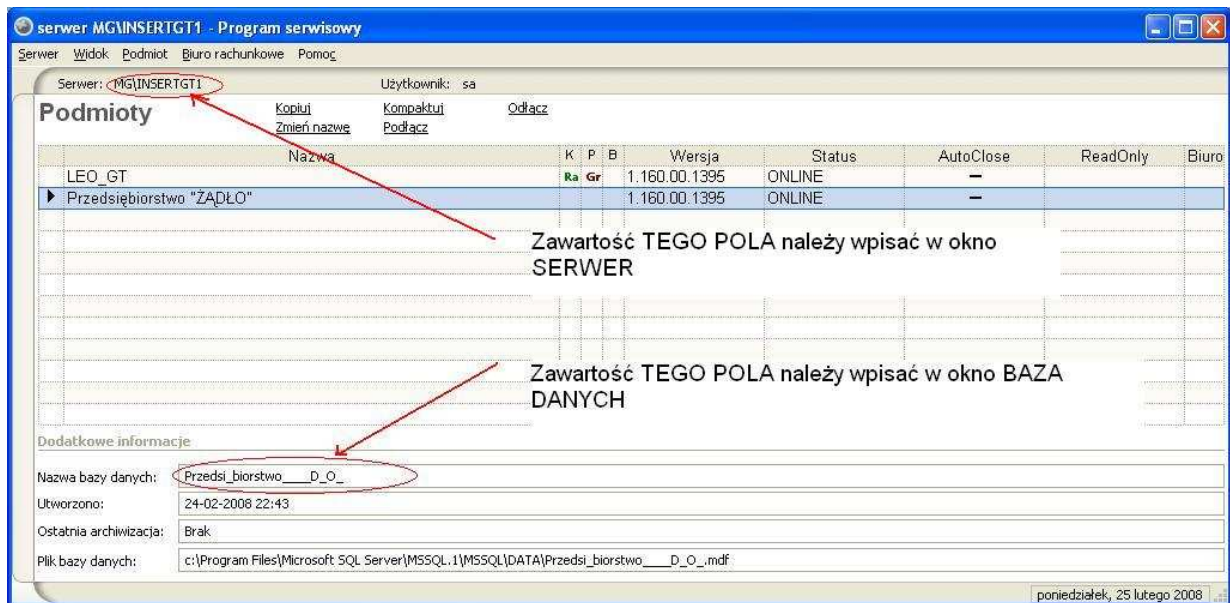 serwer MG\INSERTGT1 - Program serwisowy
Serwer Widok Podmiot Biuro rachunkowe Pomoc
Serwer: MG\INSERTGT1 Użytkownik: sa
Podmioty Kopiuj Kompaktuj Odłącz
Zmień nazwę Podłącz
Nazwa K P B Wersja Status AutoClose ReadOnly Biuro
LEO_GT Ra Gr 1.160.00.1395 ONLINE –
Przedsiębiorstwo "ŻĄDŁO" 1.160.00.1395 ONLINE –
Zawartość TEGO POLA należy wpisać w okno
SERWER
Zawartość TEGO POLA należy wpisać w okno BAZA
DANYCH
Dodatkowe informacje
Nazwa bazy danych: Przedsi_biorstwo____D_O_
Utworzono: 24-02-2008 22:43
Ostatnia archiwizacja: Brak
Plik bazy danych: c:\Program Files\Microsoft SQL Server\MSSQL.1\MSSQL\DATA\Przedsi_biorstwo____D_O_.mdf
poniedziałek, 25 lutego 2008